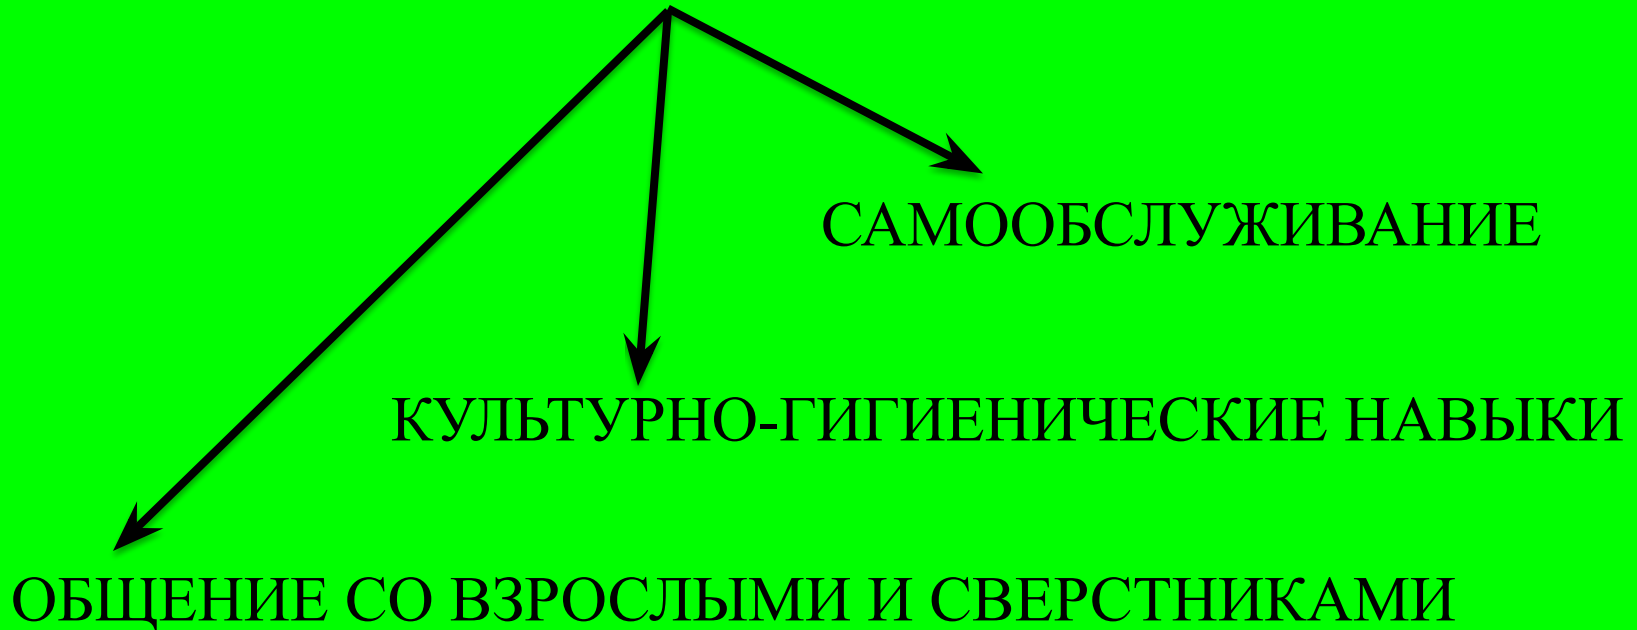 САМООБСЛУЖИВАНИЕ
КУЛЬТУРНО-ГИГИЕНИЧЕСКИЕ НАВЫКИ
ОБЩЕНИЕ СО ВЗРОСЛЫМИ И СВЕРСТНИКАМИ